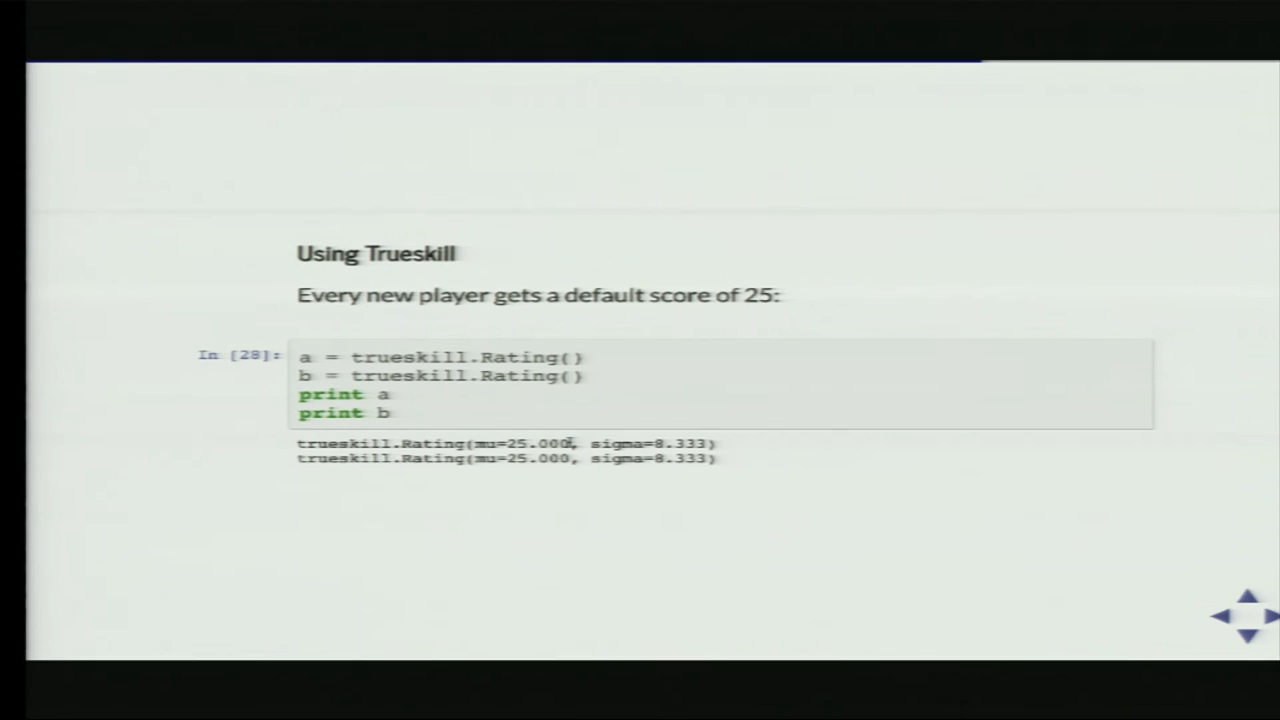 Using Trueskill
Every new player gets a default score of 25:
In [28]:
a = trueskill.Rating()
b = trueskill.Rating()
print a
print b
trueskill.Rating(mu=25.000, sigma=8.333)
trueskill.Rating(mu=25.000, sigma=8.333)